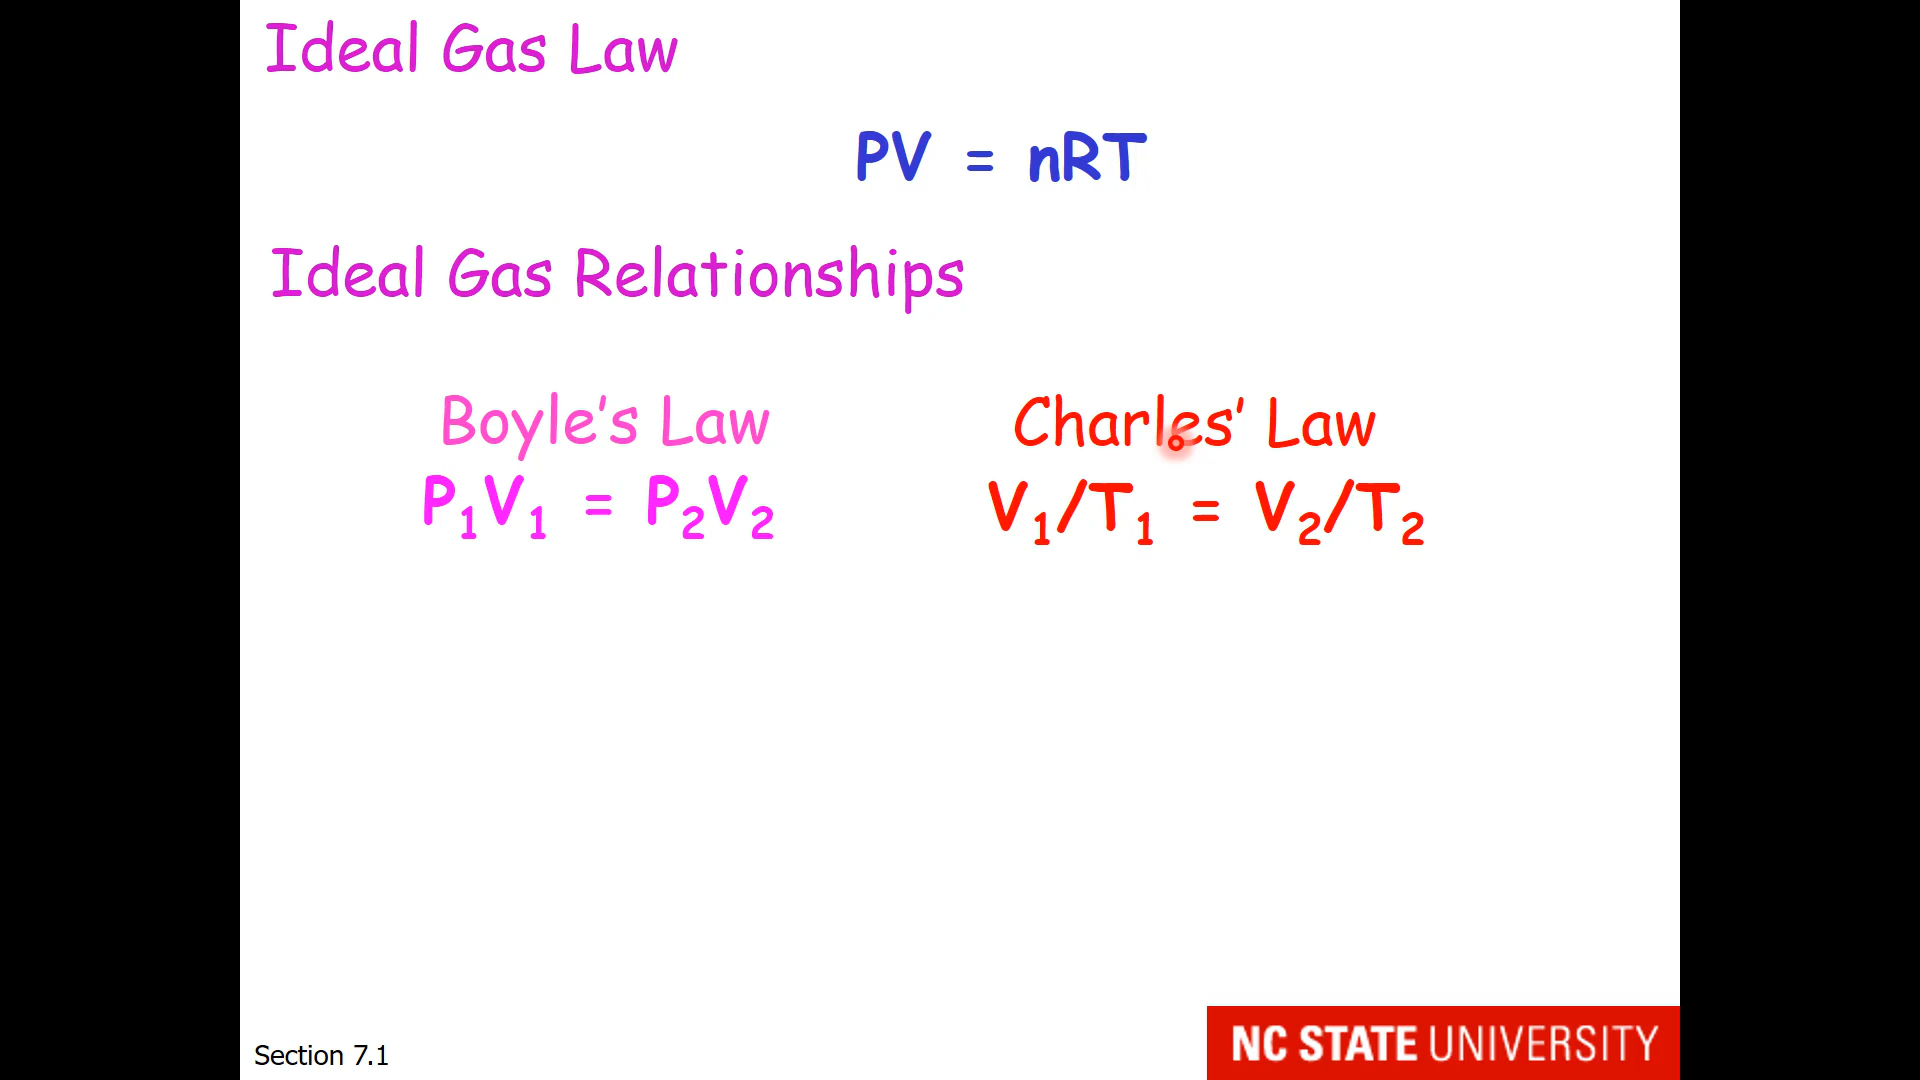 Ideal Gas Law
PV = nRT
Ideal Gas Relationships
Boyle’s Law
P₁V₁ = P₂V₂
Charles’ Law
V₁/T₁ = V₂/T₂
Section 7.1
NC STATE UNIVERSITY